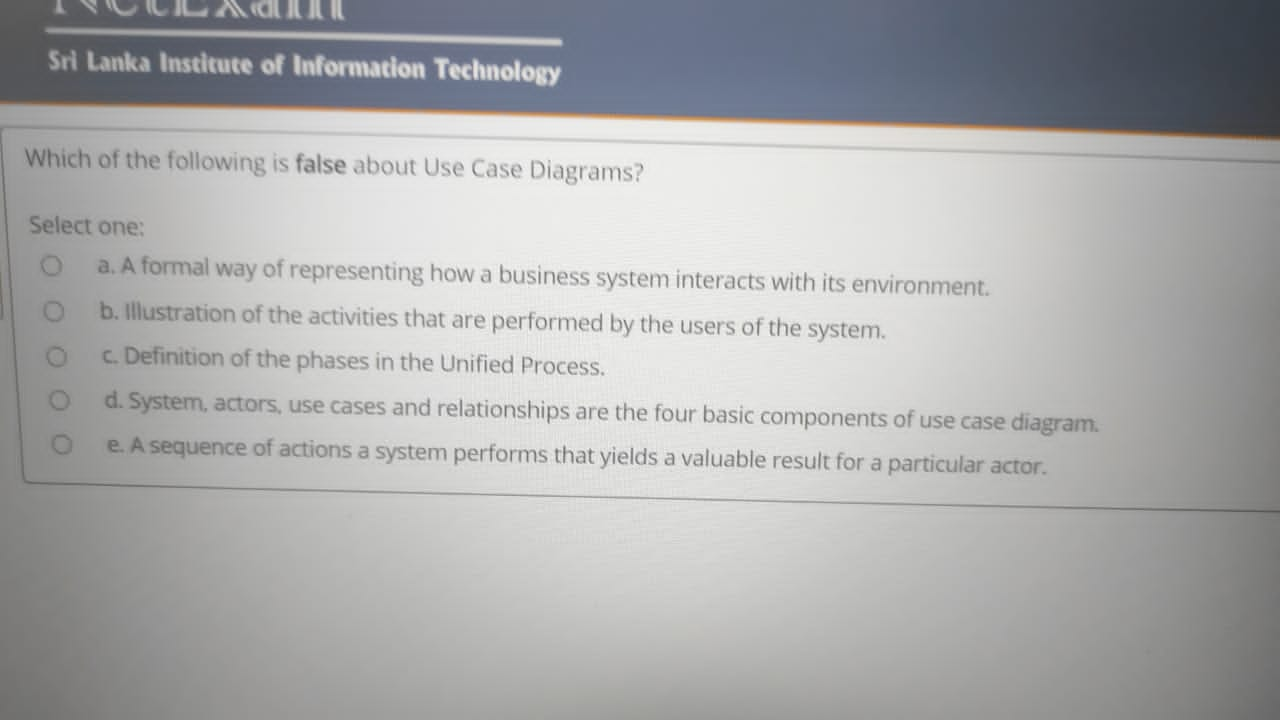 NetExam
Sri Lanka Institute of Information Technology
Which of the following is false about Use Case Diagrams?
Select one:
a. A formal way of representing how a business system interacts with its environment.
b. Illustration of the activities that are performed by the users of the system.
c. Definition of the phases in the Unified Process.
d. System, actors, use cases and relationships are the four basic components of use case diagram.
e. A sequence of actions a system performs that yields a valuable result for a particular actor.